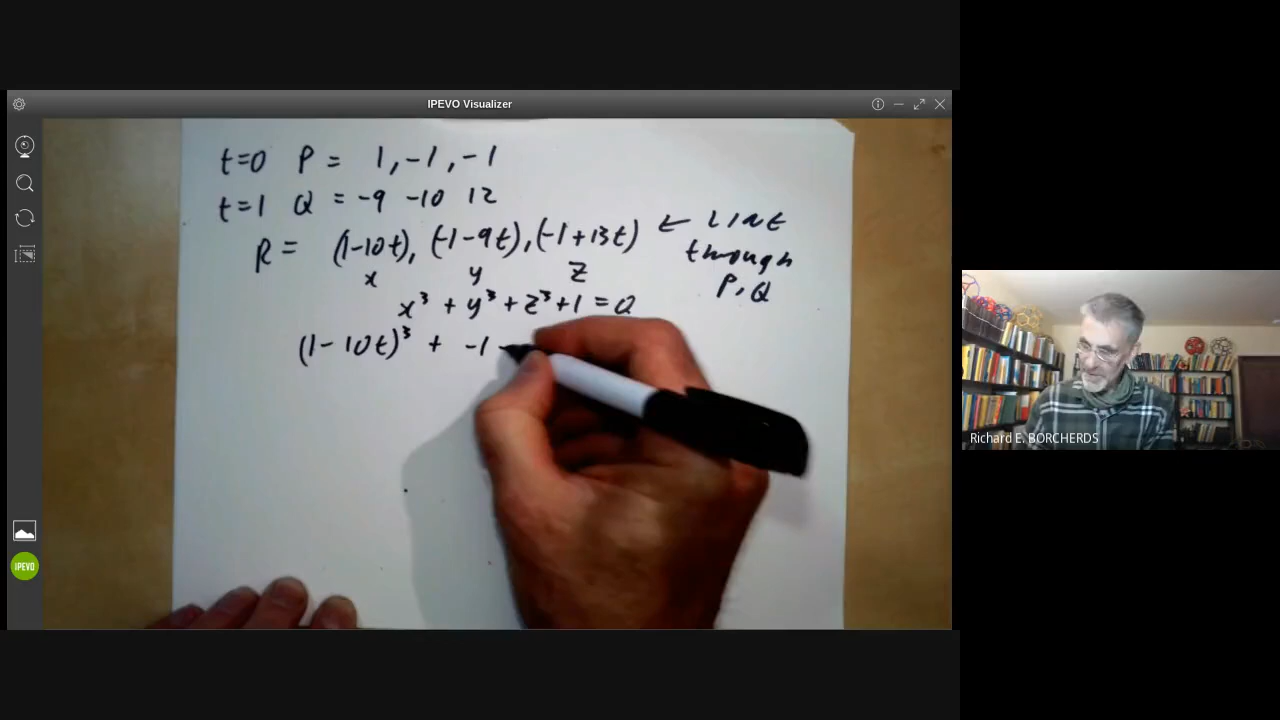 IPEVO Visualizer
t=0 P = 1, -1, -1
t=1 Q = -9 -10 12
R = (1-10t), (-1-9t), (-1+13t) ← Line
through
P, Q
x y z
x³ + y³ + z³ + 1 = 0
(1-10t)³ + -1 -
IPEVO
Richard E. BORCHERDS